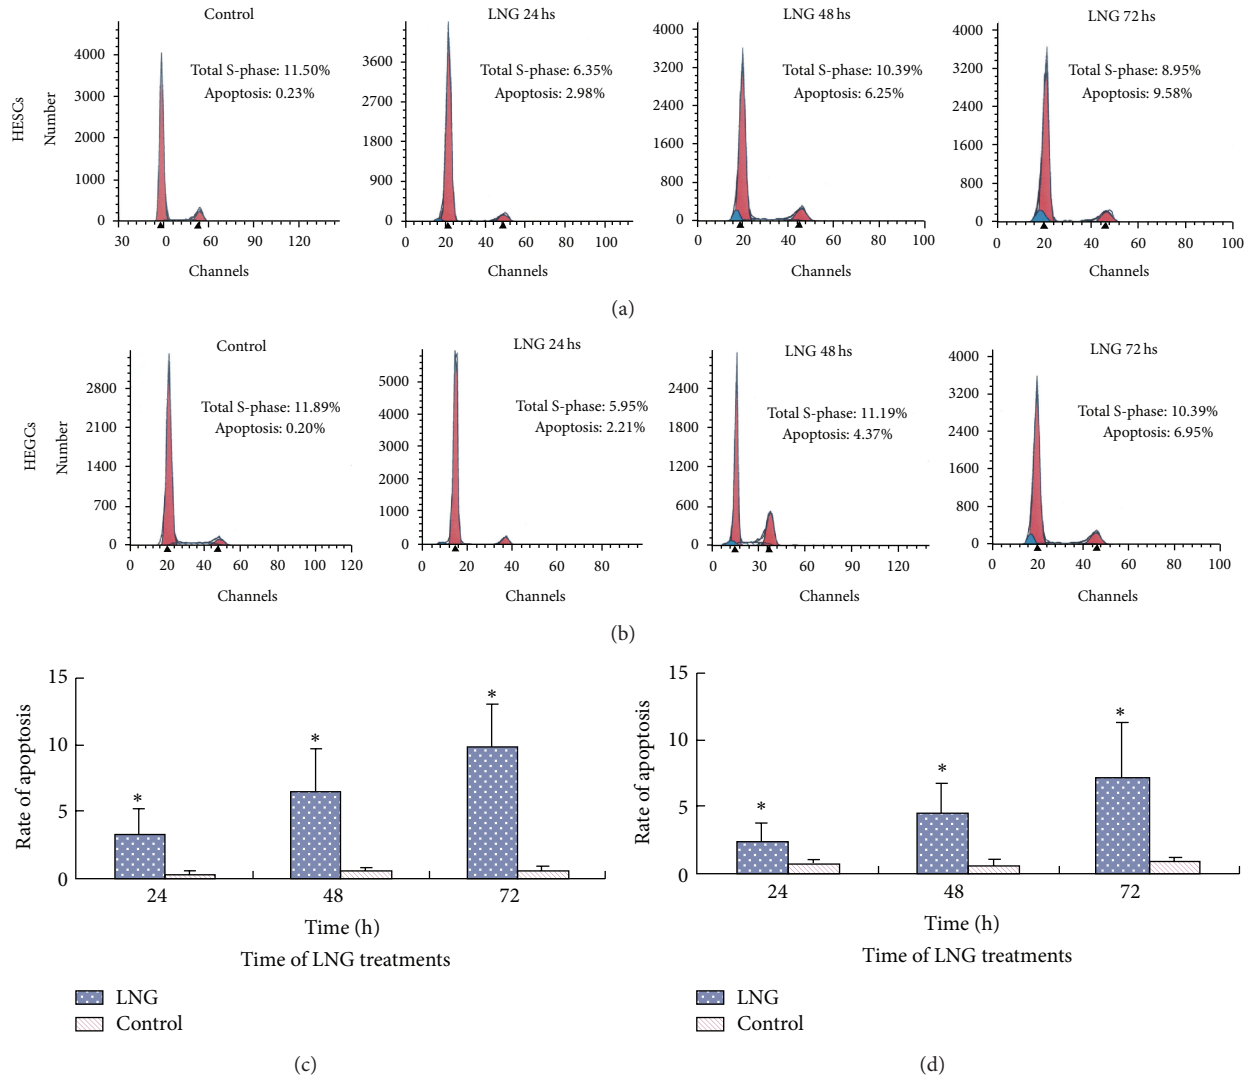 Control
LNG 24 hs
LNG 48 hs
LNG 72 hs
HESCs
Number
4000
3000
2000
1000
0
30 0 60 90 120
Channels
Total S-phase: 11.50%
Apoptosis: 0.23%
3600
2700
1800
900
0
0 20 40 60 80 100
Channels
Total S-phase: 6.35%
Apoptosis: 2.98%
4000
3200
2400
1600
800
0
0 20 40 60 80 100
Channels
Total S-phase: 10.39%
Apoptosis: 6.25%
4000
3200
2400
1600
800
0
0 20 40 60 80 100
Channels
Total S-phase: 8.95%
Apoptosis: 9.58%
(a)
Control
LNG 24 hs
LNG 48 hs
LNG 72 hs
HEGCs
Number
2800
2100
1400
700
0
0 20 40 60 80 100 120
Channels
Total S-phase: 11.89%
Apoptosis: 0.20%
5000
4000
3000
2000
1000
0
0 20 40 60 80
Channels
Total S-phase: 5.95%
Apoptosis: 2.21%
2400
1800
1200
600
0
0 30 60 90 120
Channels
Total S-phase: 11.19%
Apoptosis: 4.37%
4000
3200
2400
1600
800
0
0 20 40 60 80 100
Channels
Total S-phase: 10.39%
Apoptosis: 6.95%
(b)
Rate of apoptosis
15
10
5
0
* * *
24 48 72
Time (h)
Time of LNG treatments
LNG
Control
(c)
Rate of apoptosis
15
10
5
0
* * *
24 48 72
Time (h)
Time of LNG treatments
LNG
Control
(d)